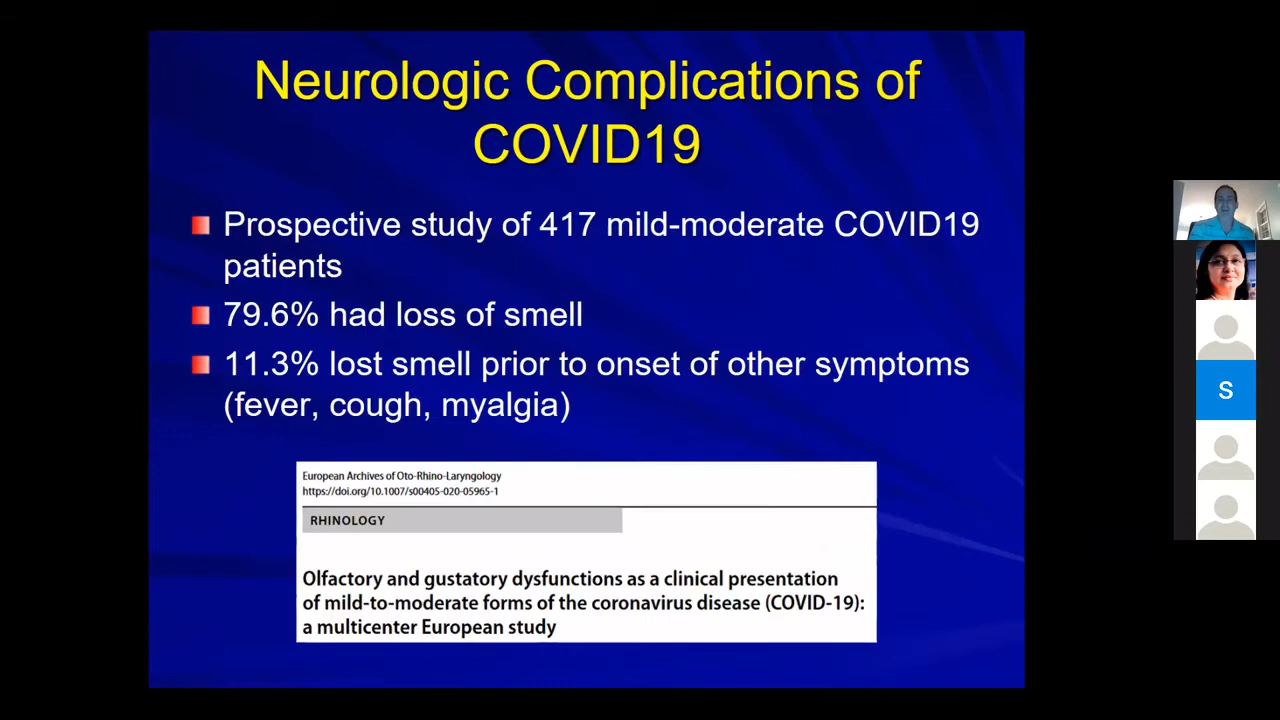 Neurologic Complications of
COVID19
Prospective study of 417 mild-moderate COVID19
patients
79.6% had loss of smell
11.3% lost smell prior to onset of other symptoms
(fever, cough, myalgia)
European Archives of Oto-Rhino-Laryngology
https://doi.org/10.1007/s00405-020-05965-1
RHINOLOGY
Olfactory and gustatory dysfunctions as a clinical presentation
of mild-to-moderate forms of the coronavirus disease (COVID-19):
a multicenter European study
S